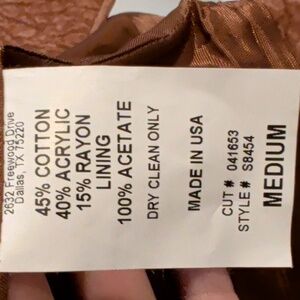 2632 Freewood Drive
Dallas, TX 75220
45% COTTON
40% ACRYLIC
15% RAYON
LINING
100% ACETATE
DRY CLEAN ONLY
MADE IN USA
CUT # 041653
STYLE # S8454
MEDIUM